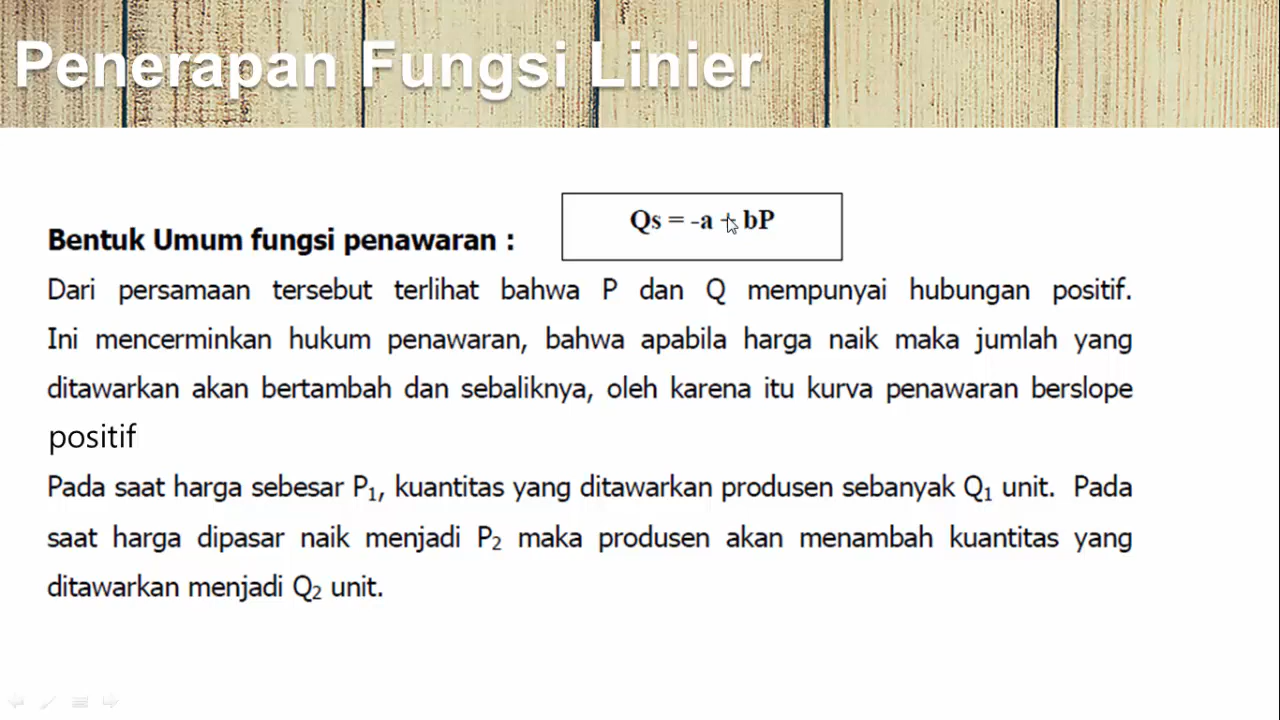 Penerapan Fungsi Linier
Qs = -a + bP
Bentuk Umum fungsi penawaran :
Dari persamaan tersebut terlihat bahwa P dan Q mempunyai hubungan positif.
Ini mencerminkan hukum penawaran, bahwa apabila harga naik maka jumlah yang
ditawarkan akan bertambah dan sebaliknya, oleh karena itu kurva penawaran berslope
positif
Pada saat harga sebesar P₁, kuantitas yang ditawarkan produsen sebanyak Q₁ unit. Pada
saat harga dipasar naik menjadi P₂ maka produsen akan menambah kuantitas yang
ditawarkan menjadi Q₂ unit.